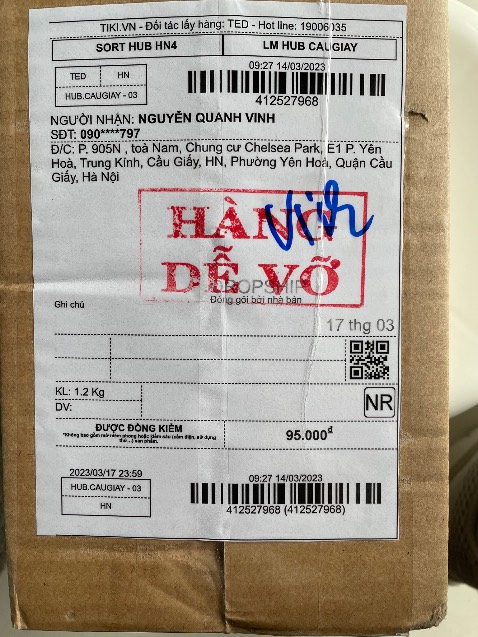 TIKI.VN - Đối tác lấy hàng: TED - Hot line: 19006035
SORT HUB HN4 LM HUB CAUGIAY
TED HN
HUB.CAUGIAY - 03
09:27 14/03/2023
412527968
NGƯỜI NHẬN: NGUYỄN QUANH VINH
SĐT: 090****797
Đ/C: P. 905N , toà Nam, Chung cư Chelsea Park, E1 P. Yên
Hoà, Trung Kính, Cầu Giấy, HN, Phường Yên Hoà, Quận Cầu
Giấy, Hà Nội
HÀNG
Vinh
DỄ VỠ
DROPSHIP
Đóng gói bởi nhà bán
Ghi chú
17 thg 03
KL: 1.2 Kg
DV:
NR
ĐƯỢC ĐỒNG KIỂM
95.000đ
2023/03/17 23:59
HUB.CAUGIAY - 03
HN
09:27 14/03/2023
412527968 (412527968)